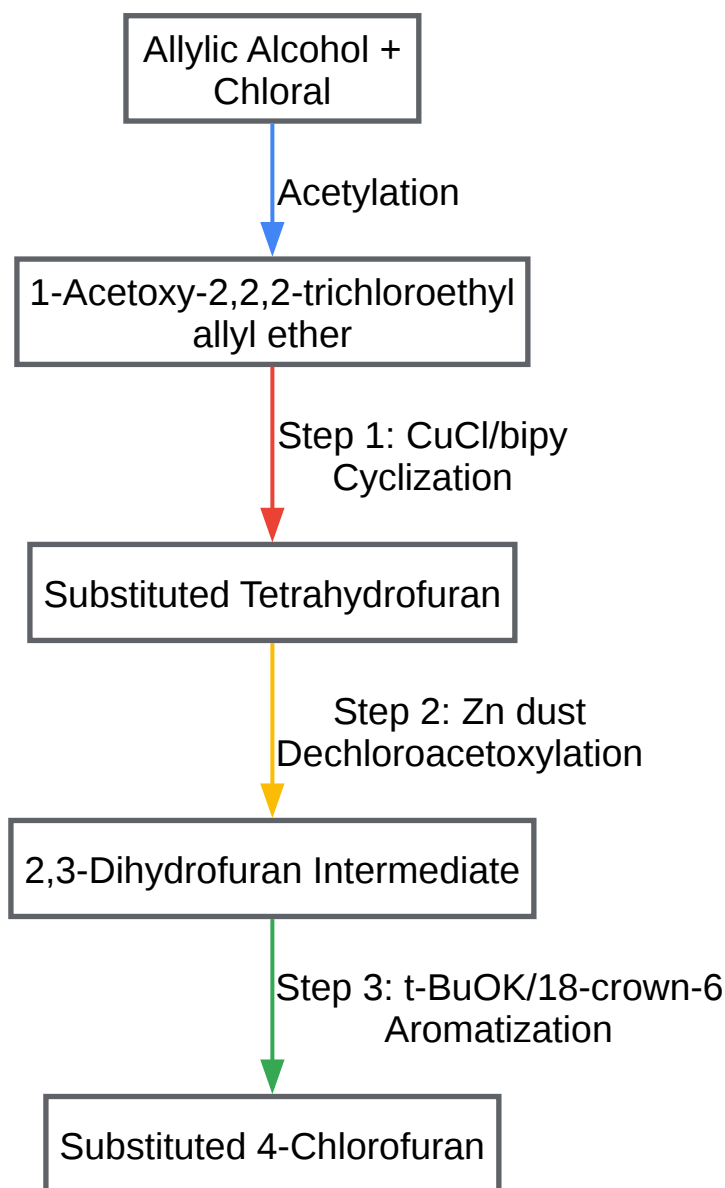 Allylic Alcohol +
Chloral
Acetylation
1-Acetoxy-2,2,2-trichloroethyl
allyl ether
Step 1: CuCl/bipy
Cyclization
Substituted Tetrahydrofuran
Step 2: Zn dust
Dechloroacetoxylation
2,3-Dihydrofuran Intermediate
Step 3: t-BuOK/18-crown-6
Aromatization
Substituted 4-Chlorofuran